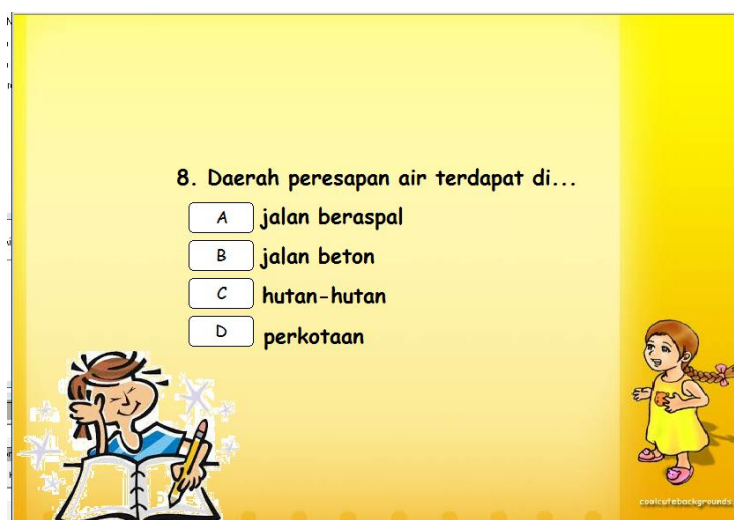 8. Daerah peresapan air terdapat di...
A jalan beraspal
B jalan beton
C hutan-hutan
D perkotaan
coolcutebackgrounds